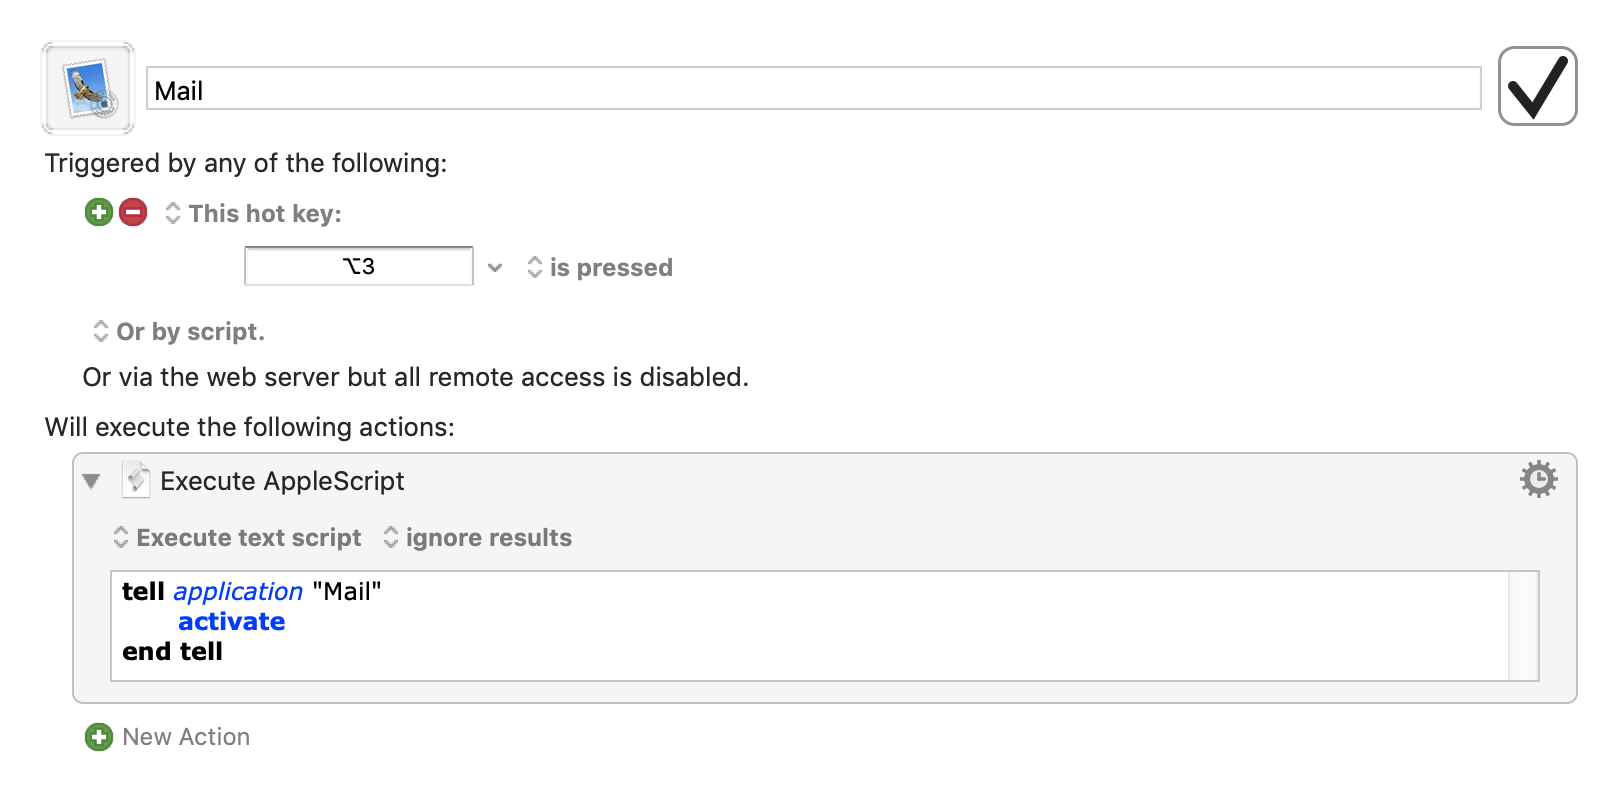 Mail
Triggered by any of the following:
This hot key:
⌥3 is pressed
Or by script.
Or via the web server but all remote access is disabled.
Will execute the following actions:
Execute AppleScript
Execute text script ignore results
tell application "Mail"
activate
end tell
New Action